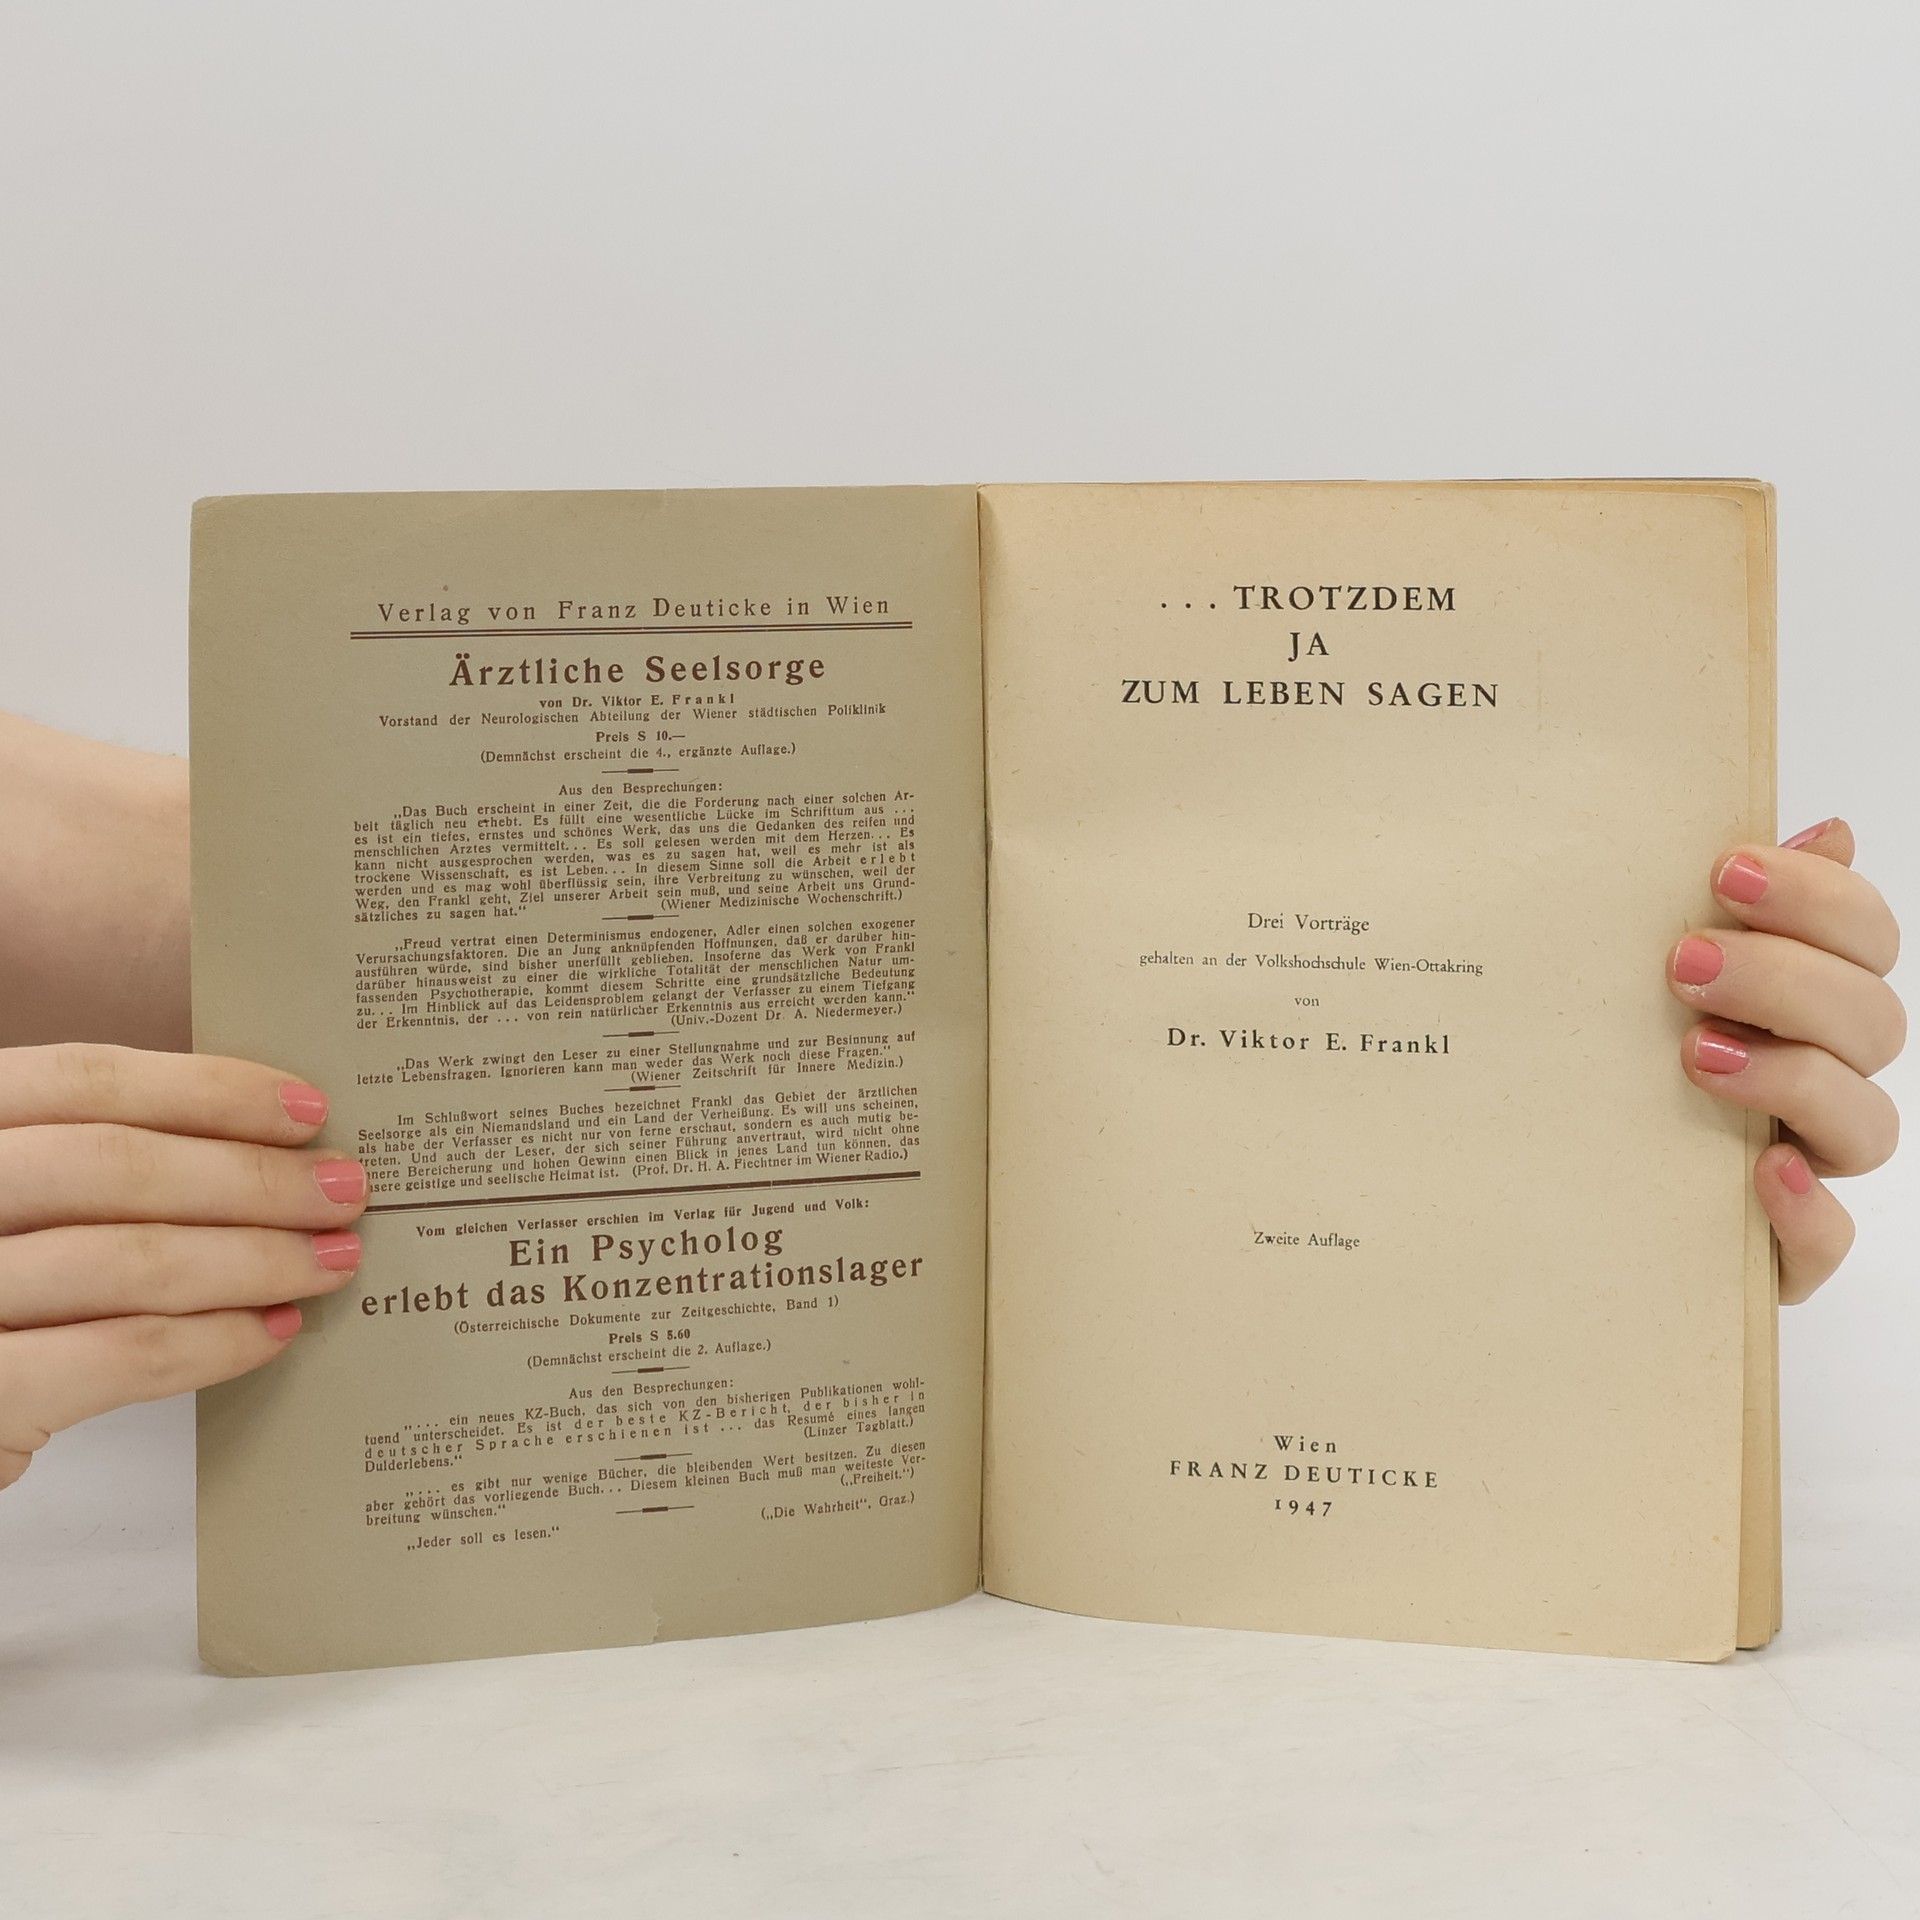 Verlag von Franz Deuticke in Wien
Ärztliche Seelsorge
von Dr. Viktor E. Frankl
Vorstand der Neurologischen Abteilung der Wiener städtischen Poliklinik
Preis S 10.—
(Demnächst erscheint die 4., ergänzte Auflage.)
Aus den Besprechungen:
„Das Buch erscheint in einer Zeit, die die Forderung nach einer solchen Ar-
beit täglich neu erhebt. Es füllt eine wesentliche Lücke im Schrifttum aus ...
es ist ein tiefes, ernstes und schönes Werk, das uns die Gedanken des reifen und
menschlichen Arztes vermittelt... Es soll gelesen werden mit dem Herzen... Es
kann nicht ausgesprochen werden, was es zu sagen hat, weil es mehr ist als
trockene Wissenschaft, es ist Leben... In diesem Sinne soll die Arbeit erlebt
werden und es mag wohl überflüssig sein, ihre Verbreitung zu wünschen, weil der
Weg, den Frankl geht, Ziel unserer Arbeit sein muß, und seine Arbeit uns Grund-
sätzliches zu sagen hat.“ (Wiener Medizinische Wochenschrift.)
„Freud vertrat einen Determinismus endogener, Adler einen solchen exogener
Verursachungsfaktoren. Die an Jung anknüpfenden Hoffnungen, daß er darüber hin-
ausführen würde, sind bisher unerfüllt geblieben. Insoferne das Werk von Frankl
darüber hinausweist zu einer die wirkliche Totalität der menschlichen Natur um-
fassenden Psychotherapie, kommt diesem Schritte eine grundsätzliche Bedeutung
zu... Im Hinblick auf das Leidensproblem gelangt der Verfasser zu einem Tiefgang
der Erkenntnis, der ... von rein natürlicher Erkenntnis aus erreicht werden kann.“
(Univ.-Dozent Dr. A. Niedermeyer.)
„Das Werk zwingt den Leser zu einer Stellungnahme und zur Besinnung auf
letzte Lebensfragen. Ignorieren kann man weder das Werk noch diese Fragen.“
(Wiener Zeitschrift für Innere Medizin.)
Im Schlußwort seines Buches bezeichnet Frankl das Gebiet der ärztlichen
Seelsorge als ein Niemandsland und ein Land der Verheißung. Es will uns scheinen,
als habe der Verfasser es nicht nur von ferne erschaut, sondern es auch mutig be-
treten. Und auch der Leser, der sich seiner Führung anvertraut, wird nicht ohne
innere Bereicherung und hohen Gewinn einen Blick in jenes Land tun können, das
unsere geistige und seelische Heimat ist. (Prof. Dr. H. A. Fiechtner im Wiener Radio.)
Vom gleichen Verfasser erschien im Verlag für Jugend und Volk:
Ein Psycholog
erlebt das Konzentrationslager
(Österreichische Dokumente zur Zeitgeschichte, Band 1)
Preis S 5.60
(Demnächst erscheint die 2. Auflage.)
Aus den Besprechungen:
„... ein neues KZ-Buch, das sich von den bisherigen Publikationen wohl-
tuend unterscheidet. Es ist der beste KZ-Bericht, der bisher in
deutscher Sprache erschienen ist ... das Resumé eines langen
Dulderlebens.“ (Linzer Tagblatt.)
„... es gibt nur wenige Bücher, die bleibenden Wert besitzen. Zu diesen
aber gehört das vorliegende Buch... Diesem kleinen Buch muß man weiteste Ver-
breitung wünschen.“ („Freiheit.“)
„Jeder soll es lesen.“ („Die Wahrheit“, Graz.)
... TROTZDEM
JA
ZUM LEBEN SAGEN
Drei Vorträge
gehalten an der Volkshochschule Wien-Ottakring
von
Dr. Viktor E. Frankl
Zweite Auflage
Wien
FRANZ DEUTICKE
1947